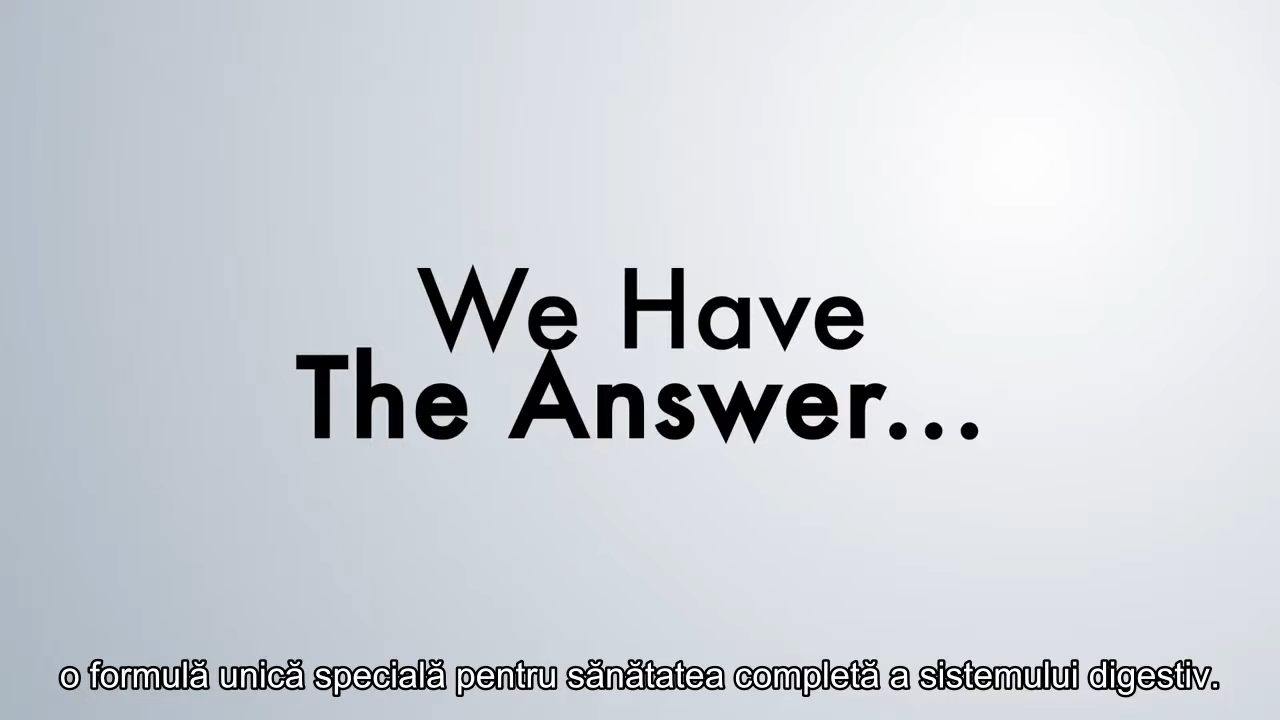 We Have
The Answer...
o formulă unică specială pentru sănătatea completă a sistemului digestiv.